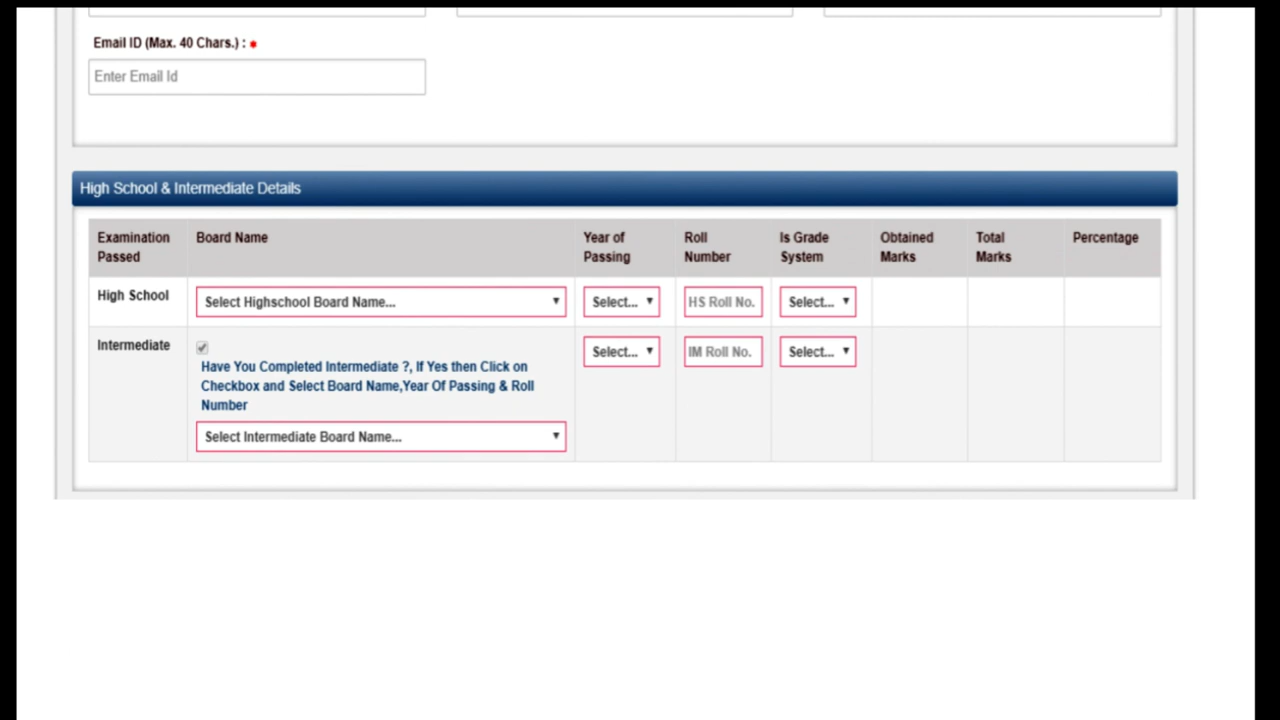 Email ID (Max. 40 Chars.) : *
Enter Email Id
High School & Intermediate Details
Examination Passed Board Name Year of Passing Roll Number Is Grade System Obtained Marks Total Marks Percentage
High School Select Highschool Board Name... Select... HS Roll No. Select...
Intermediate
Have You Completed Intermediate ?, If Yes then Click on
Checkbox and Select Board Name,Year Of Passing & Roll
Number
Select Intermediate Board Name...
Select... IM Roll No. Select...